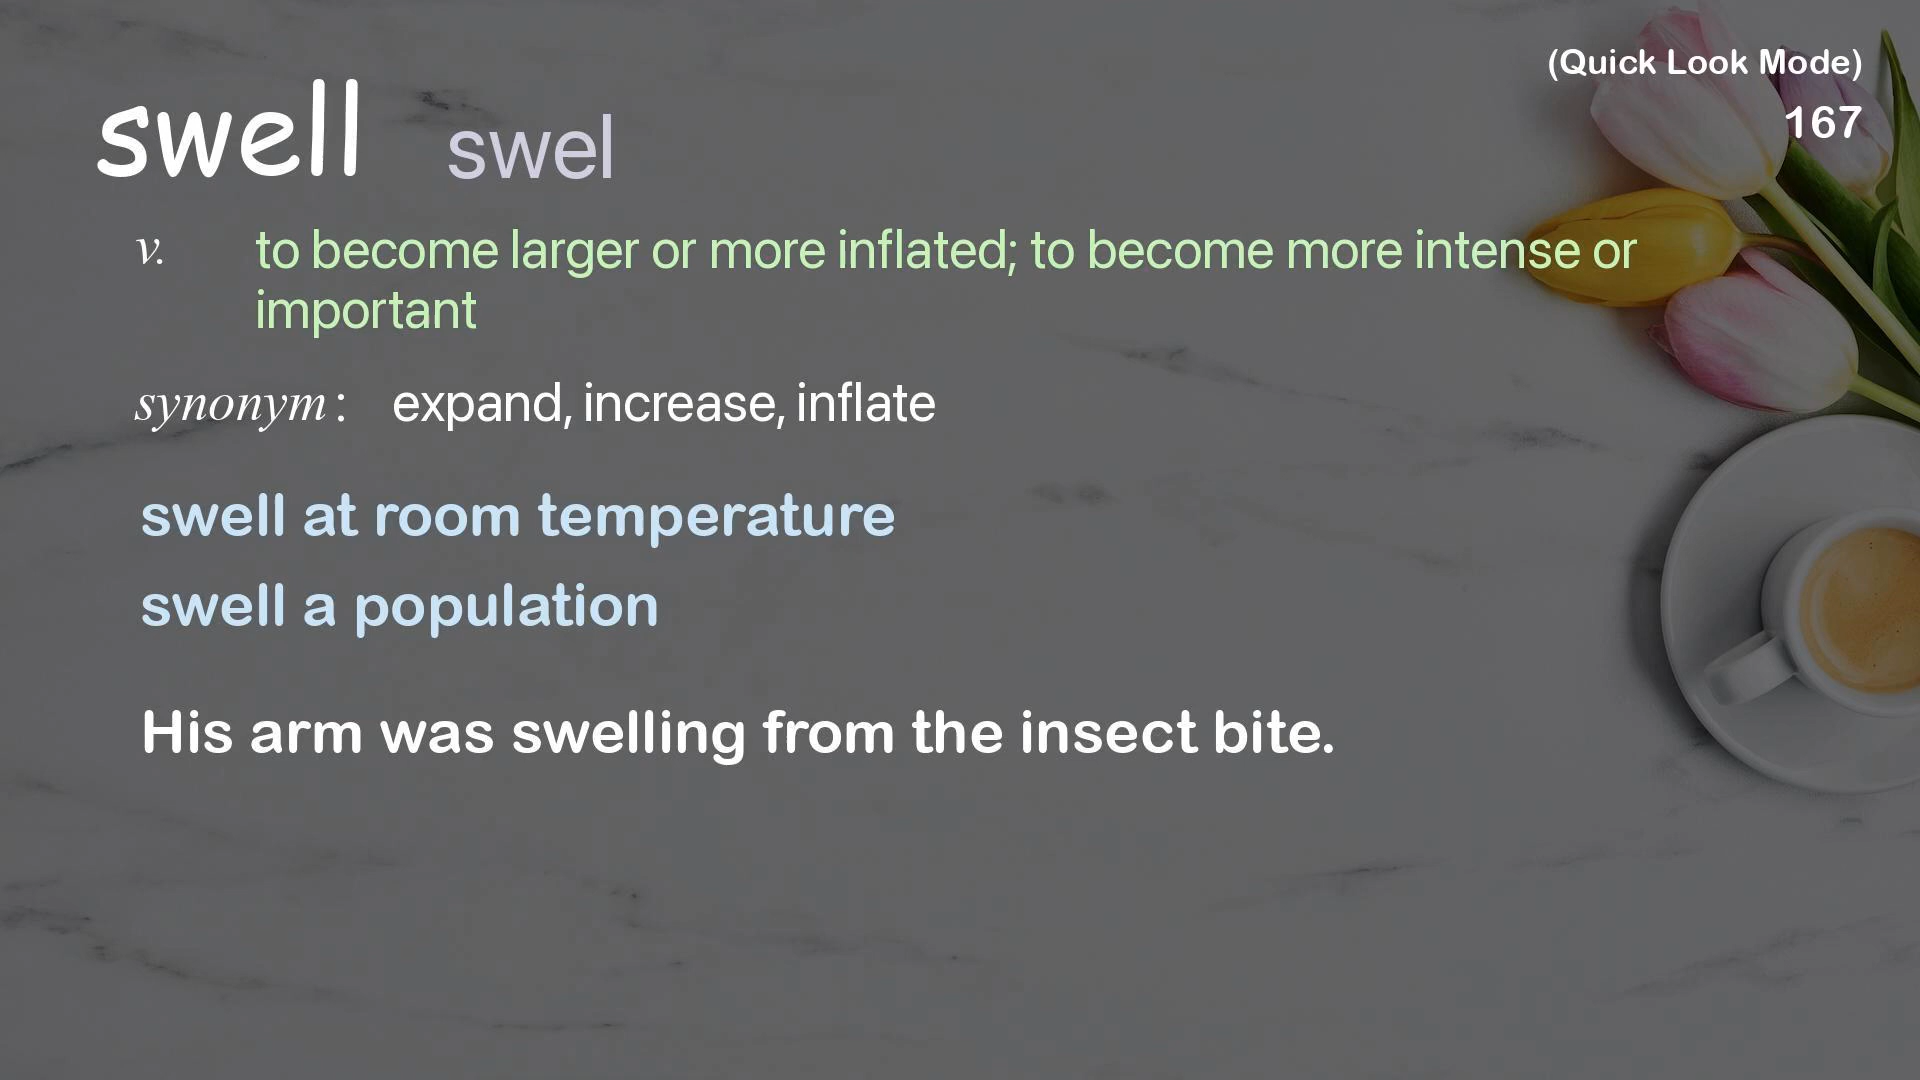 (Quick Look Mode)
167
swell swel
v. to become larger or more inflated; to become more intense or
important
synonym: expand, increase, inflate
swell at room temperature
swell a population
His arm was swelling from the insect bite.